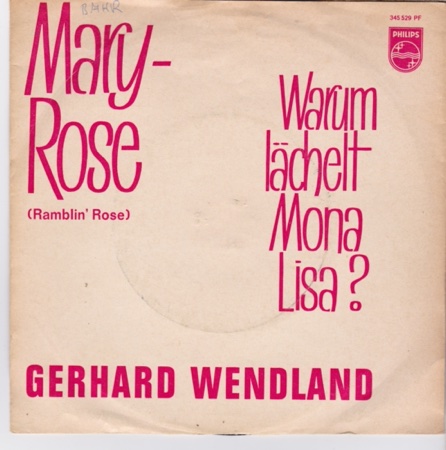 345 529 PF
PHILIPS
Mary-
Rose
(Ramblin' Rose)
Warum
lächelt
Mona
Lisa?
GERHARD WENDLAND